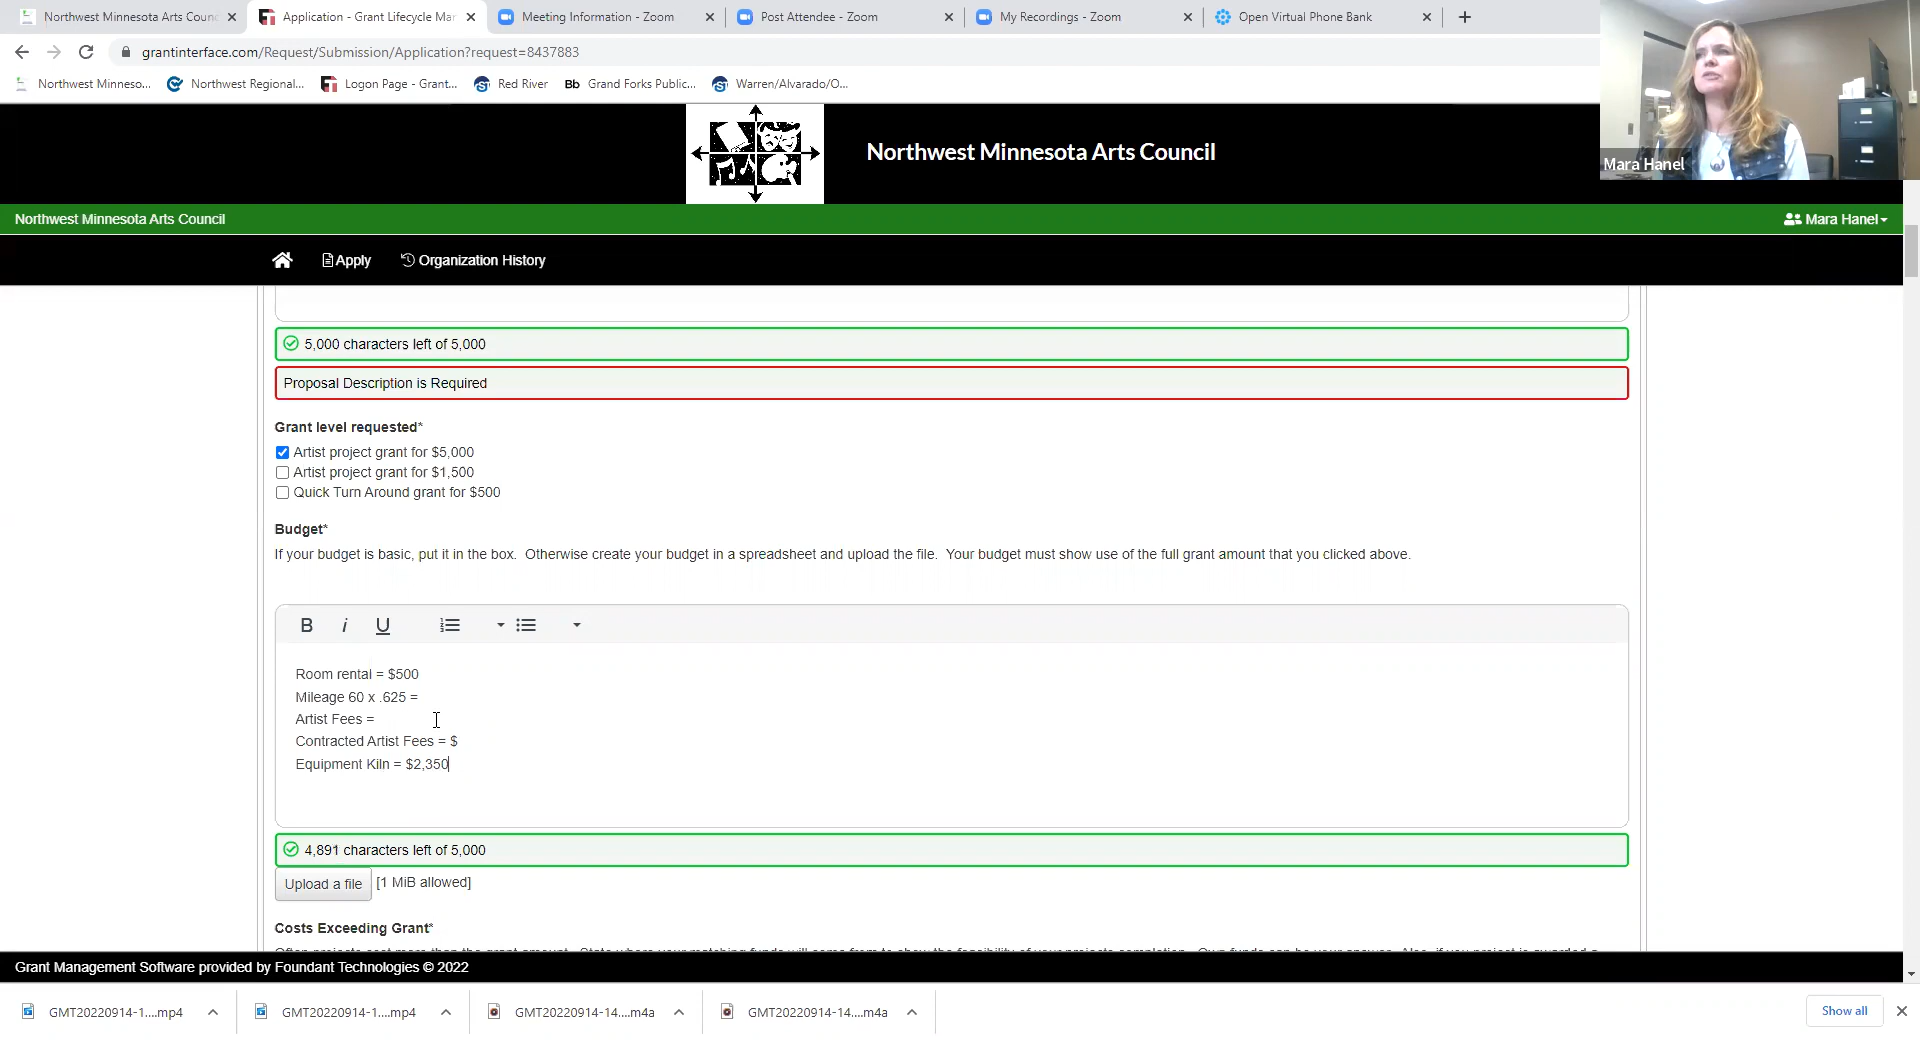 Northwest Minnesota Arts Counc
Application - Grant Lifecycle Mar
Meeting Information - Zoom
Post Attendee - Zoom
My Recordings - Zoom
Open Virtual Phone Bank
grantinterface.com/Request/Submission/Application?request=8437883
Northwest Minneso...
Northwest Regional...
Logon Page - Grant...
Red River
Bb Grand Forks Public...
Warren/Alvarado/O...
Northwest Minnesota Arts Council
Mara Hanel
Northwest Minnesota Arts Council
Mara Hanel
Apply
Organization History
5,000 characters left of 5,000
Proposal Description is Required
Grant level requested*
Artist project grant for $5,000
Artist project grant for $1,500
Quick Turn Around grant for $500
Budget*
If your budget is basic, put it in the box. Otherwise create your budget in a spreadsheet and upload the file. Your budget must show use of the full grant amount that you clicked above.
B i U
Room rental = $500
Mileage 60 x .625 =
Artist Fees =
Contracted Artist Fees = $
Equipment Kiln = $2,350
4,891 characters left of 5,000
Upload a file [1 MiB allowed]
Costs Exceeding Grant*
Grant Management Software provided by Foundant Technologies © 2022
GMT20220914-1....mp4
GMT20220914-1....mp4
GMT20220914-14....m4a
GMT20220914-14....m4a
Show all